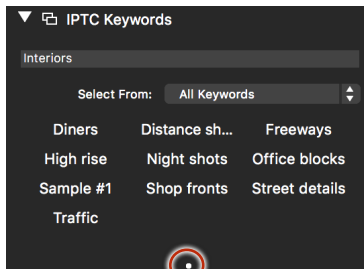 IPTC Keywords
Interiors
Select From: All Keywords
Diners Distance sh... Freeways
High rise Night shots Office blocks
Sample #1 Shop fronts Street details
Traffic